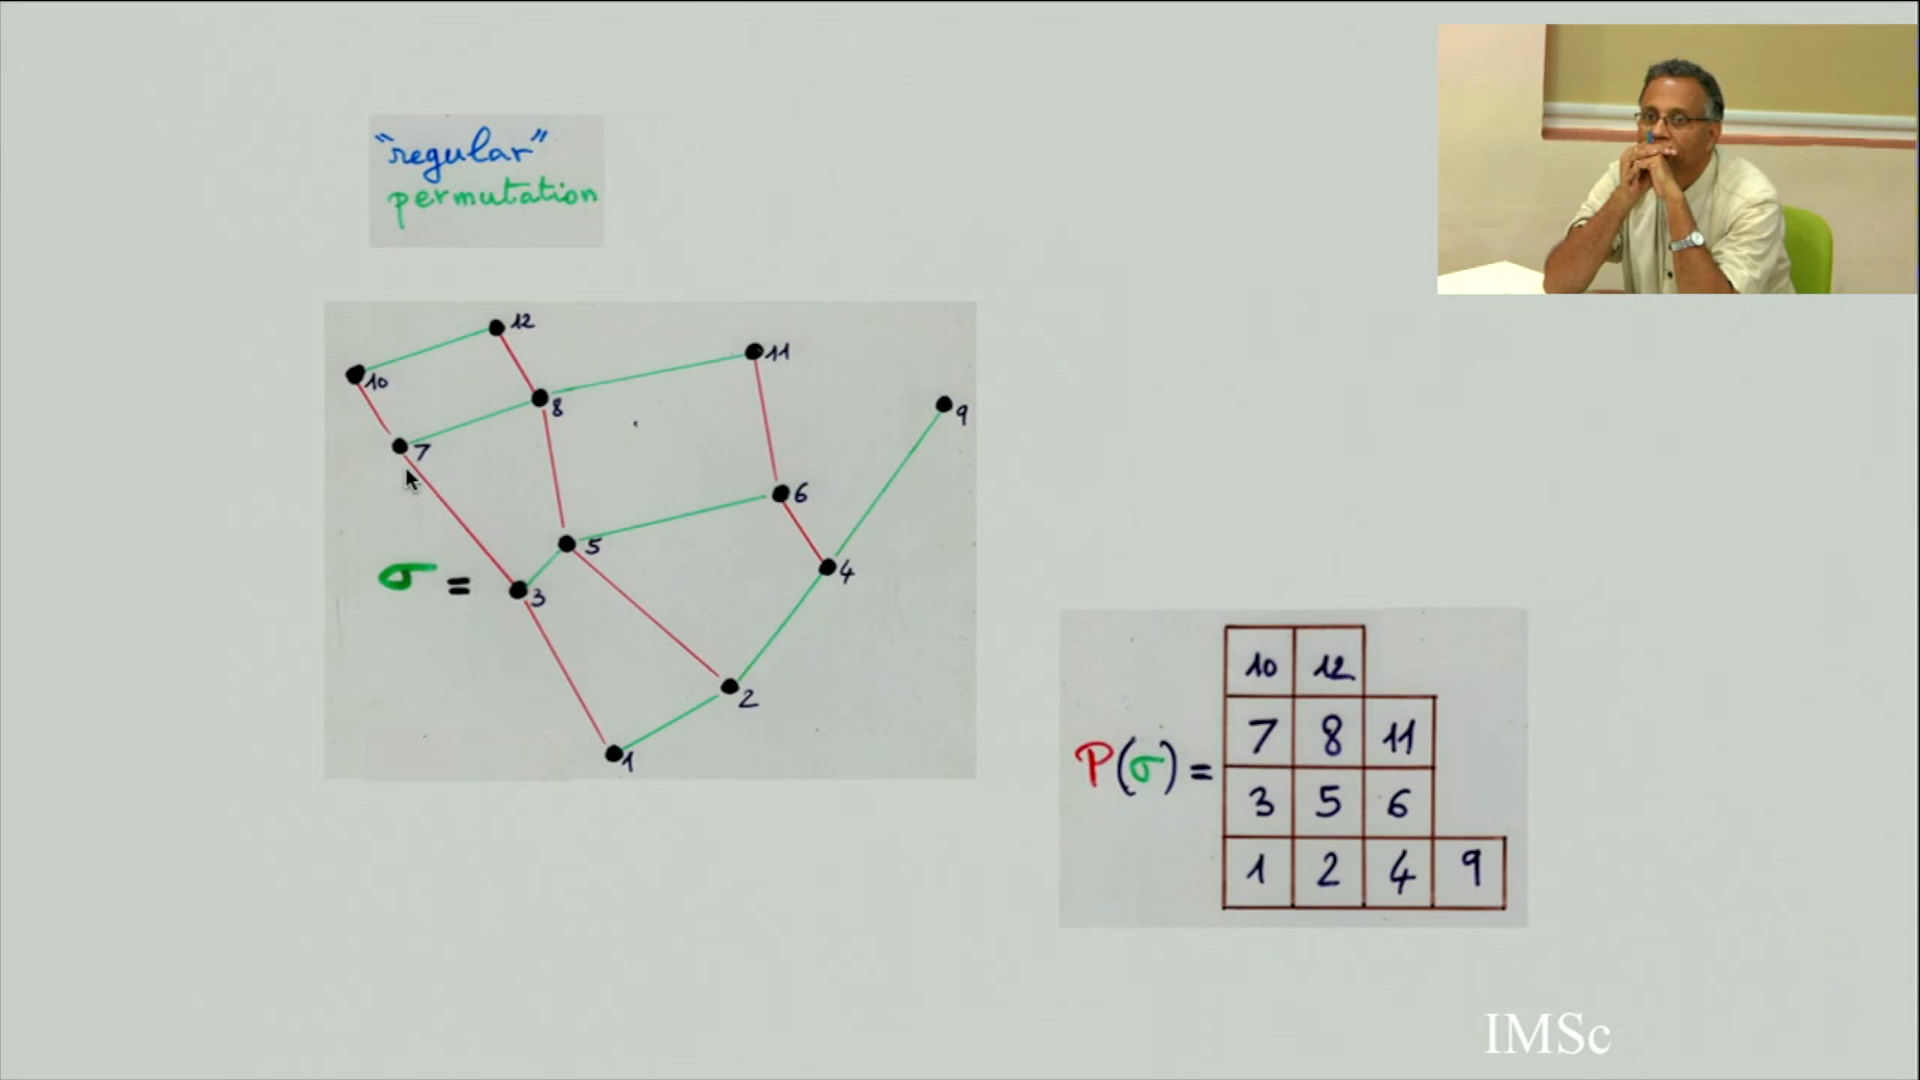 "regular"
permutation
12
11
10
8
9
7
6
5
σ =
3
4
2
1
10 12
7 8 11
P(σ) =
3 5 6
1 2 4 9
IMSc